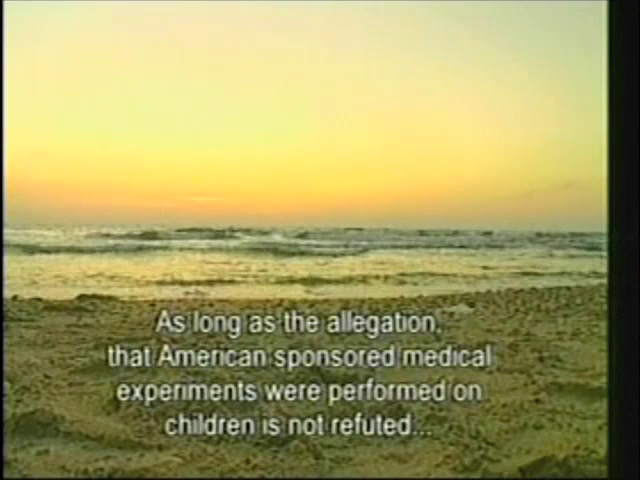 As long as the allegation,
that American sponsored medical
experiments were performed on
children is not refuted...